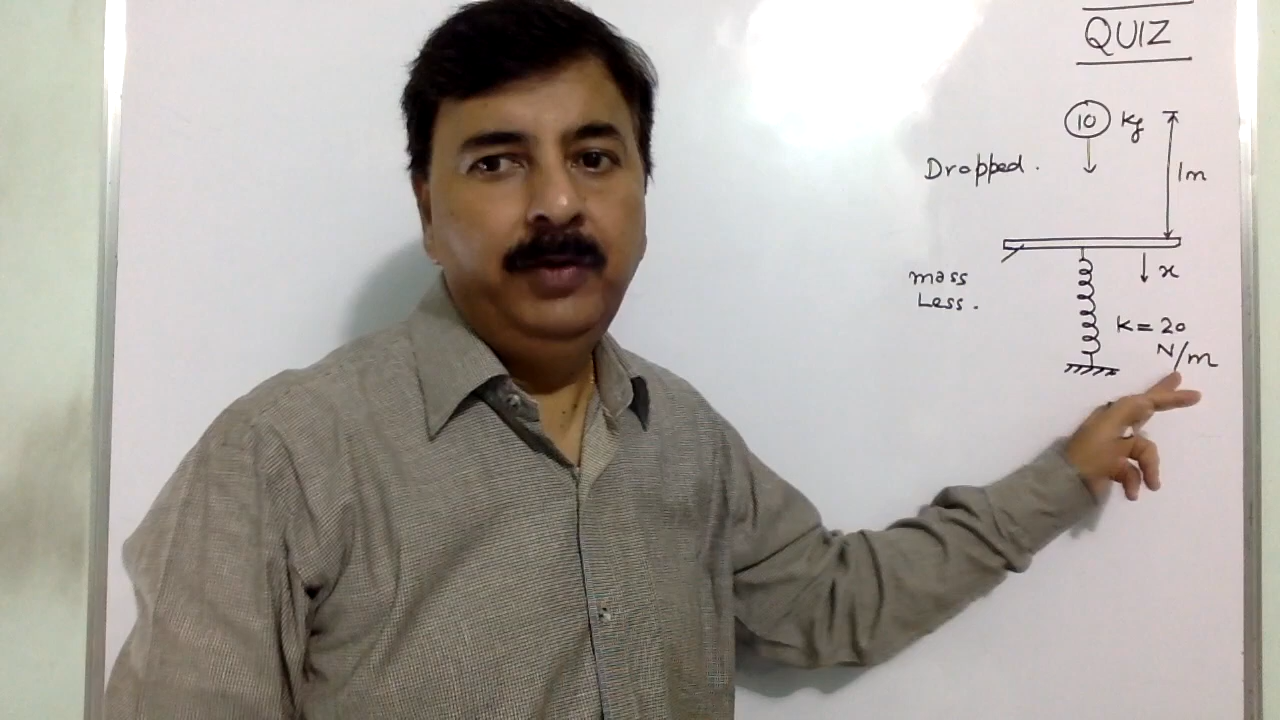 QUIZ
10 Kg
Dropped.
1m
x
mass
Less.
K = 20
N/m